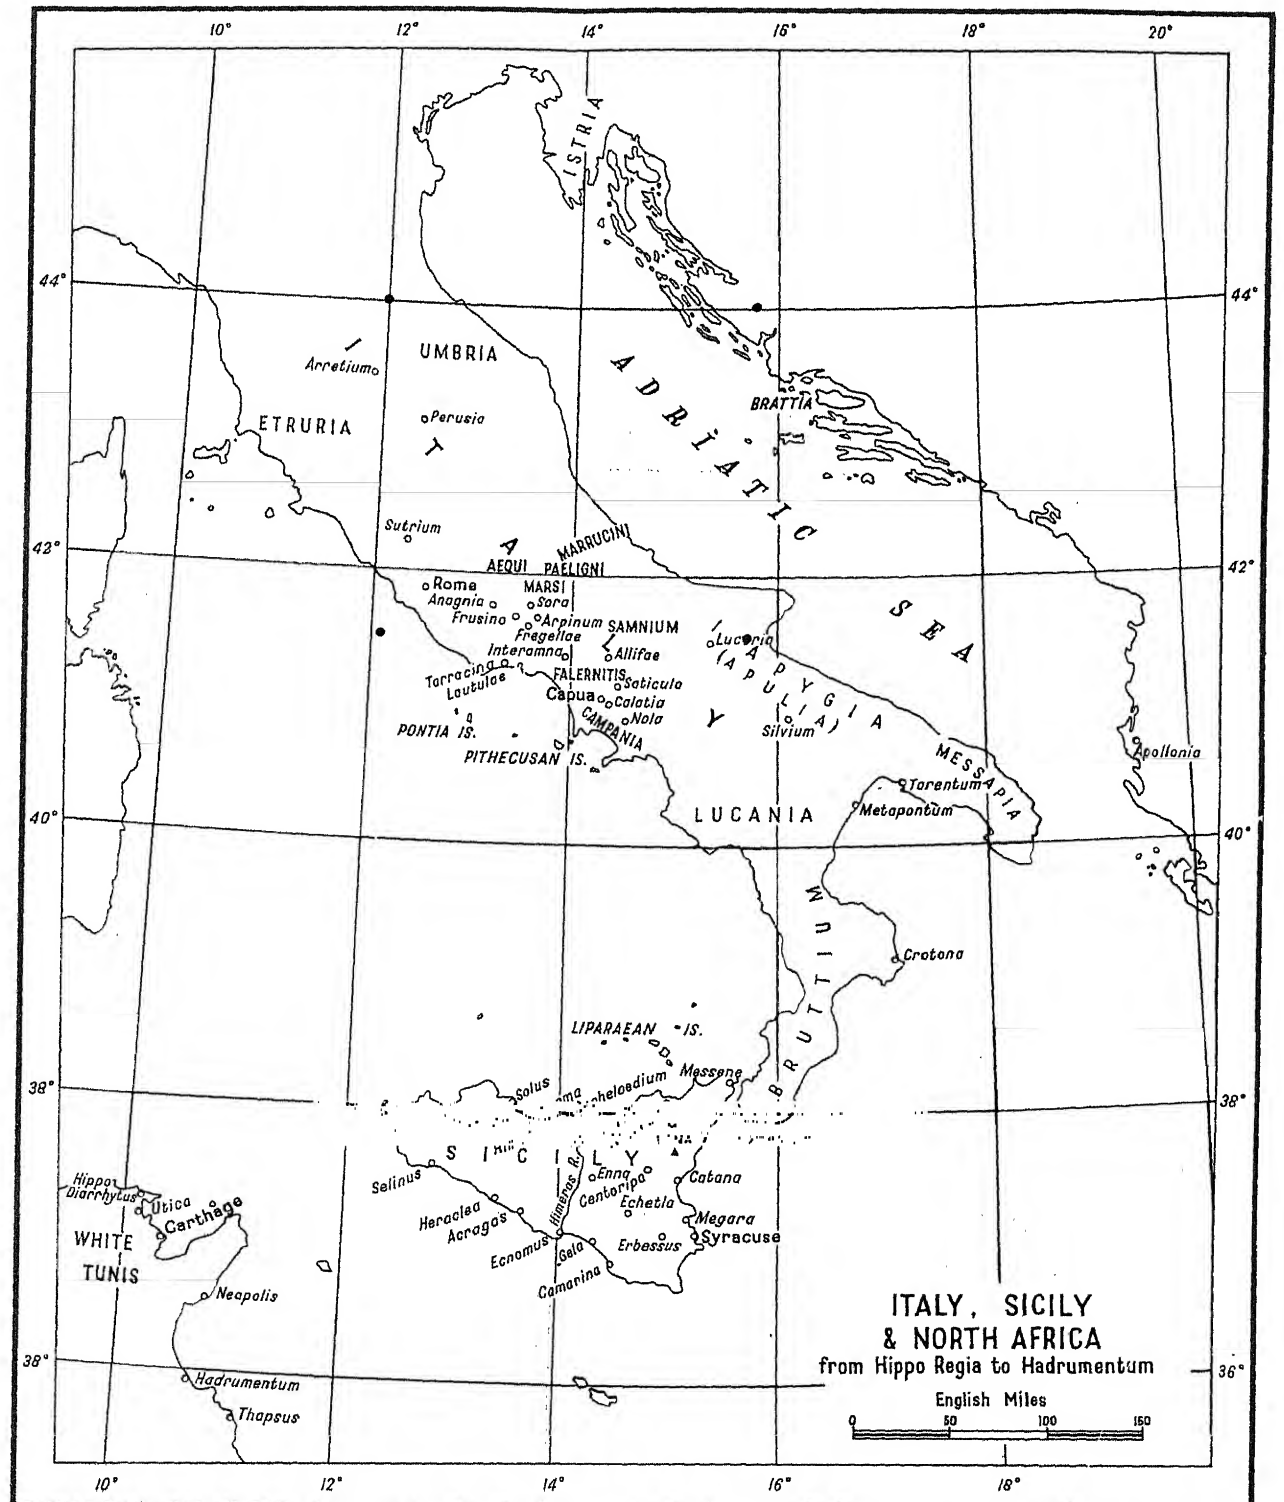 10° 12° 14° 16° 18° 20°
ISTRIA
44° 44°
UMBRIA
Arretium
ADRIATIC
SEA
BRATTIA
ETRURIA
Perusia
ITALY
Sutrium
42° 42°
MARRUCINI
AEQUI PAELIGNI
Roma MARSI
Anagnia Sora
Frusino Arpinum SAMNIUM
Fregellae Luceria
Interamna Allifae
IAPYGIA
(APULIA)
Tarracina FALERNITIS
Lautulae Saticula
Capua Calatia
Nola
CAMPANIA
Silvium
PONTIA IS.
PITHECUSAN IS.
MESSAPIA
Apollonia
Tarentum
Metapontum
LUCANIA
40° 40°
BRUTTIUM
Crotona
LIPARAEAN IS.
Messene
38° 38°
Solus
SICILY
Himeras R.
Enna
Selinus Centoripa Catana
Hippo
Diarrhytus Utica
Echetla
Heraclea
Carthage Acragas Megara
WHITE Ecnomus Erbessus Syracuse
Gela
TUNIS Camarina
Neapolis
ITALY, SICILY
& NORTH AFRICA
from Hippo Regia to Hadrumentum
38° 36°
Hadrumentum
English Miles
Thapsus
0 50 100 150
10° 12° 14° 16° 18°